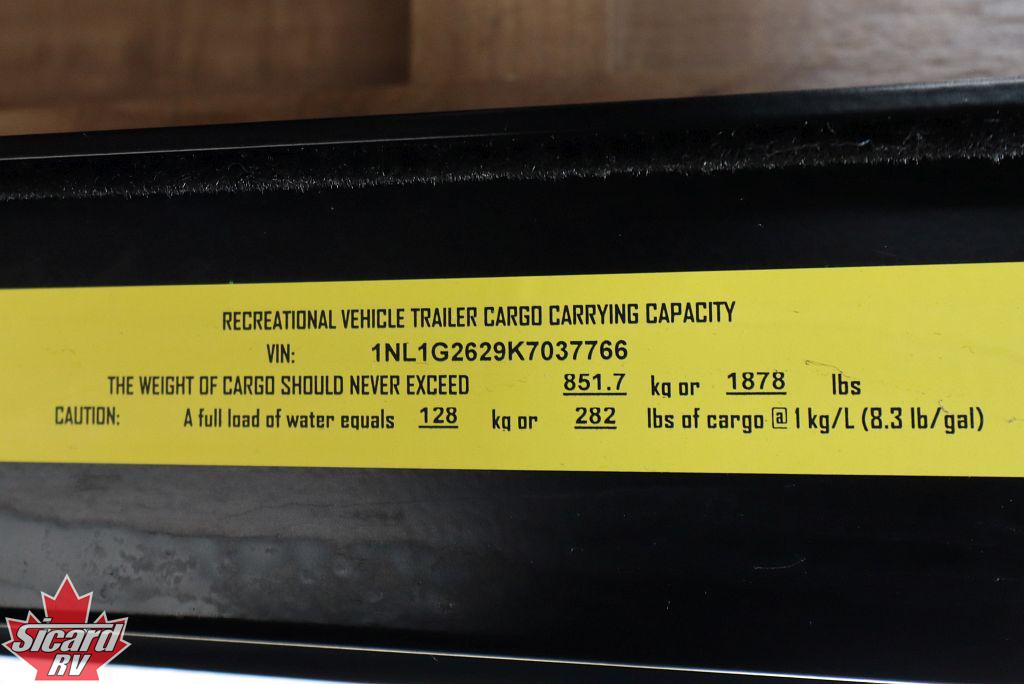 RECREATIONAL VEHICLE TRAILER CARGO CARRYING CAPACITY
VIN: 1NL1G2629K7037766
THE WEIGHT OF CARGO SHOULD NEVER EXCEED 851.7 kg or 1878 lbs
CAUTION: A full load of water equals 128 kg or 282 lbs of cargo @ 1 kg/L (8.3 lb/gal)
Sicard
RV